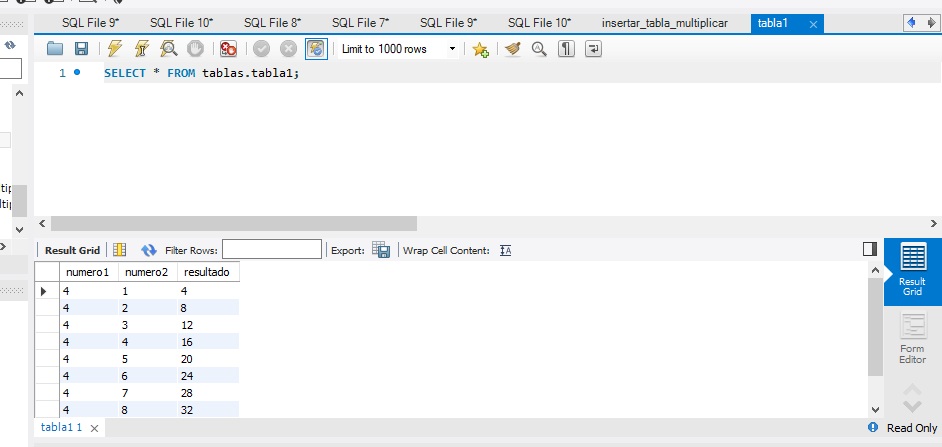 SQL File 9* SQL File 10* SQL File 8* SQL File 7* SQL File 9* SQL File 10* insertar_tabla_multiplicar tabla1
Limit to 1000 rows
1 SELECT * FROM tablas.tabla1;
Result Grid Filter Rows: Export: Wrap Cell Content:
numero1 numero2 resultado
4 1 4
4 2 8
4 3 12
4 4 16
4 5 20
4 6 24
4 7 28
4 8 32
Result
Grid
Form
Editor
tabla1 1
Read Only